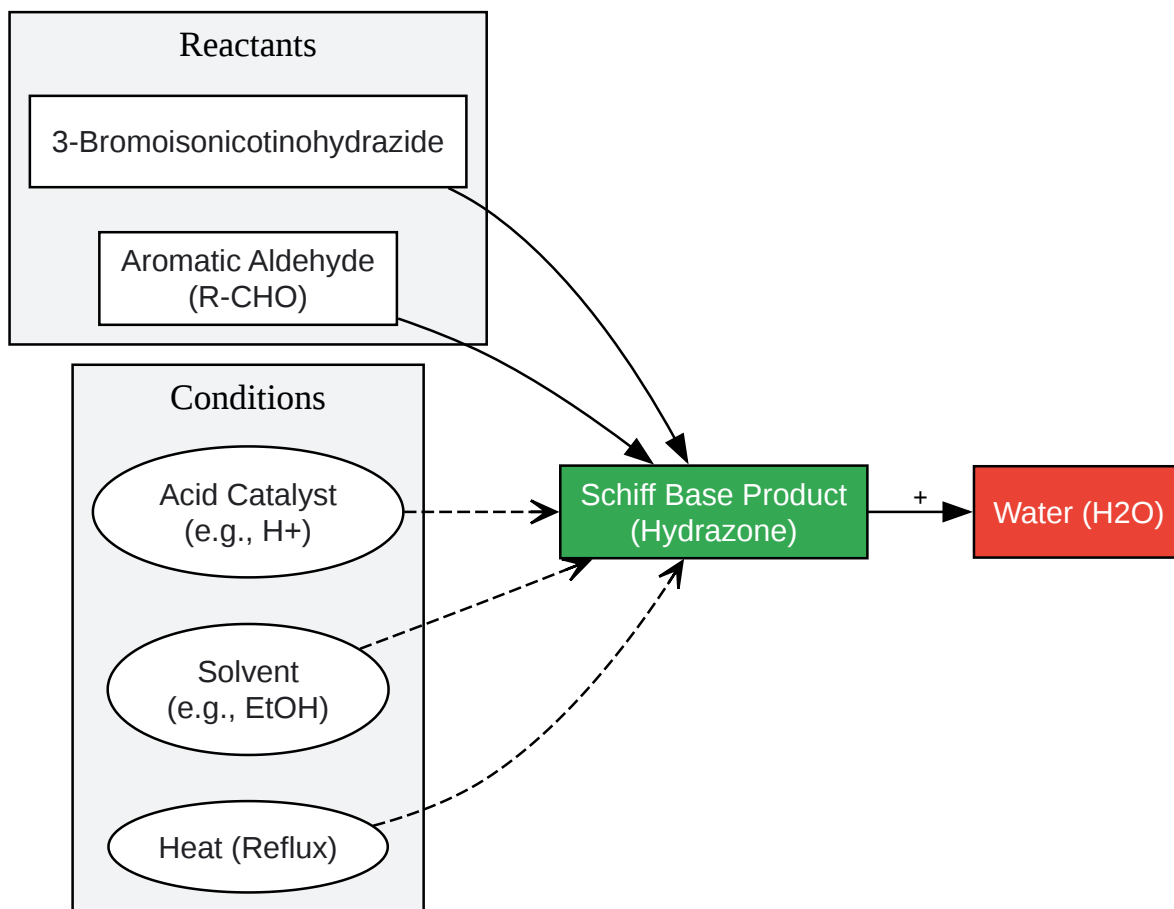 Reactants
3-Bromoisonicotinohydrazide
Aromatic Aldehyde
(R-CHO)
Conditions
Acid Catalyst
(e.g., H+)
Solvent
(e.g., EtOH)
Heat (Reflux)
Schiff Base Product
(Hydrazone)
+
Water (H2O)